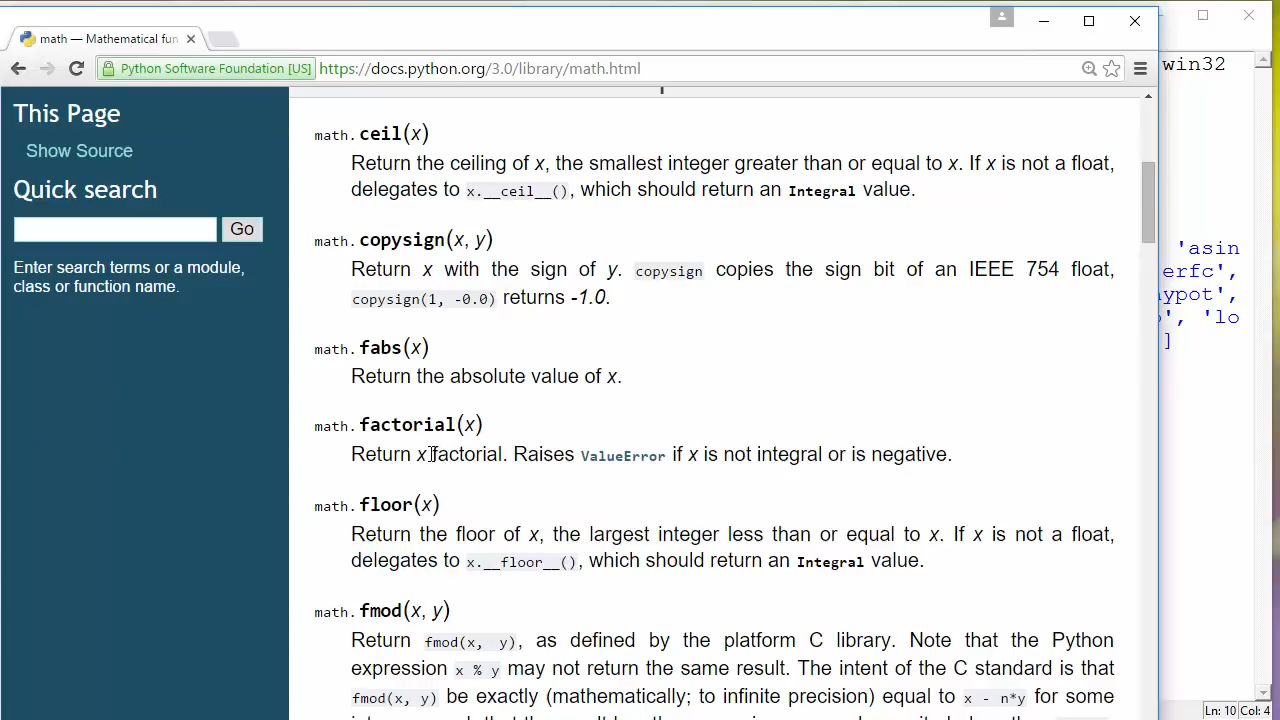 math — Mathematical fun
Python Software Foundation [US] https://docs.python.org/3.0/library/math.html
This Page
Show Source
Quick search
Go
Enter search terms or a module,
class or function name.
math.ceil(x)
Return the ceiling of x, the smallest integer greater than or equal to x. If x is not a float,
delegates to x.__ceil__(), which should return an Integral value.
math.copysign(x, y)
Return x with the sign of y. copysign copies the sign bit of an IEEE 754 float,
copysign(1, -0.0) returns -1.0.
math.fabs(x)
Return the absolute value of x.
math.factorial(x)
Return x factorial. Raises ValueError if x is not integral or is negative.
math.floor(x)
Return the floor of x, the largest integer less than or equal to x. If x is not a float,
delegates to x.__floor__(), which should return an Integral value.
math.fmod(x, y)
Return fmod(x, y), as defined by the platform C library. Note that the Python
expression x % y may not return the same result. The intent of the C standard is that
fmod(x, y) be exactly (mathematically; to infinite precision) equal to x - n*y for some
win32
'asin
erfc',
ypot',
', 'lo
]
Ln: 10 Col: 4